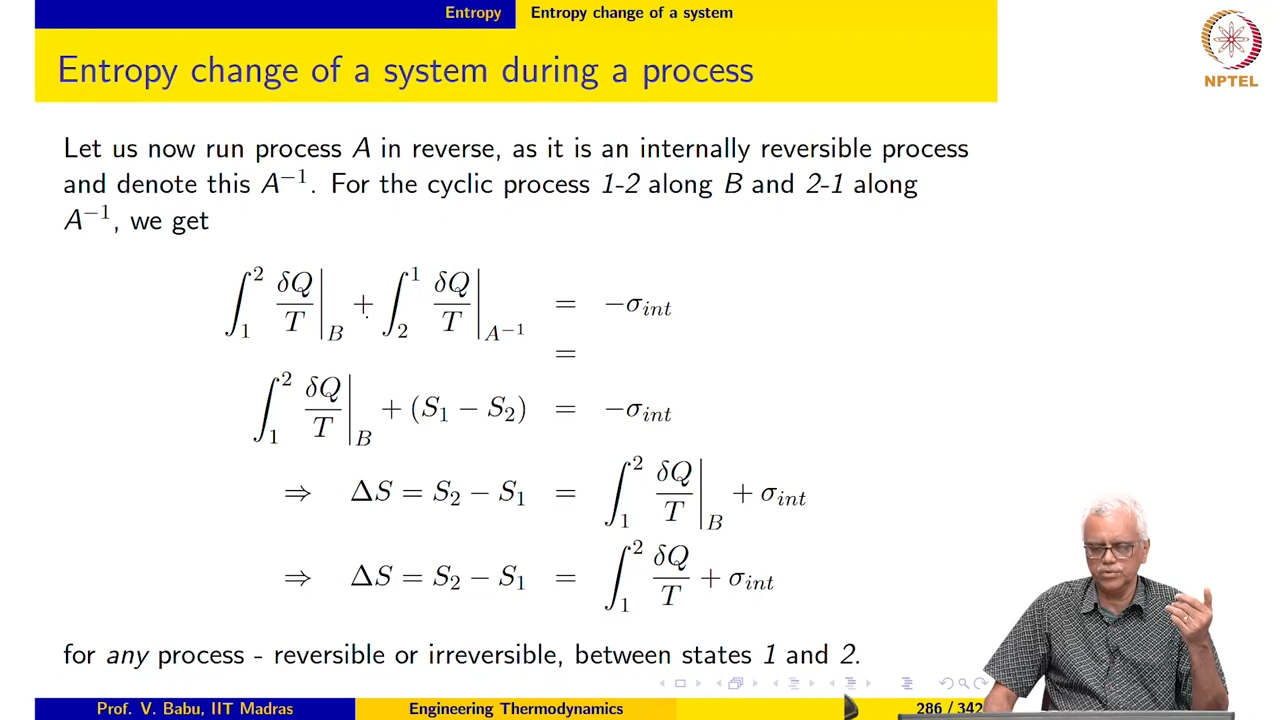 Entropy Entropy change of a system
Entropy change of a system during a process
NPTEL
Let us now run process A in reverse, as it is an internally reversible process
and denote this A⁻¹. For the cyclic process 1-2 along B and 2-1 along
A⁻¹, we get
∫₁² δQ/T |_B + ∫₂¹ δQ/T |_A⁻¹ = −σ_int
=
∫₁² δQ/T |_B + (S₁ − S₂) = −σ_int
⇒ ΔS = S₂ − S₁ = ∫₁² δQ/T |_B + σ_int
⇒ ΔS = S₂ − S₁ = ∫₁² δQ/T + σ_int
for any process - reversible or irreversible, between states 1 and 2.
Prof. V. Babu, IIT Madras Engineering Thermodynamics 286 / 342